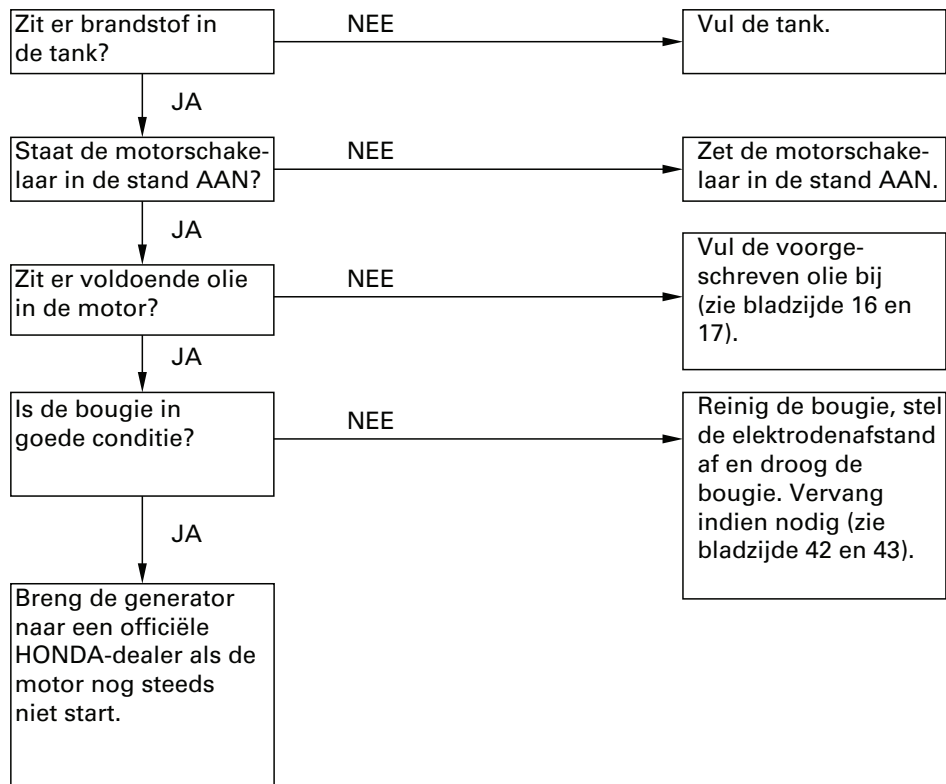 Zit er brandstof in
de tank?
NEE
Vul de tank.
JA
Staat de motorschake-
laar in de stand AAN?
NEE
Zet de motorschake-
laar in de stand AAN.
JA
Zit er voldoende olie
in de motor?
NEE
Vul de voorge-
schreven olie bij
(zie bladzijde 16 en
17).
JA
Is de bougie in
goede conditie?
NEE
Reinig de bougie, stel
de elektrodenafstand
af en droog de
bougie. Vervang
indien nodig (zie
bladzijde 42 en 43).
JA
Breng de generator
naar een officiële
HONDA-dealer als de
motor nog steeds
niet start.